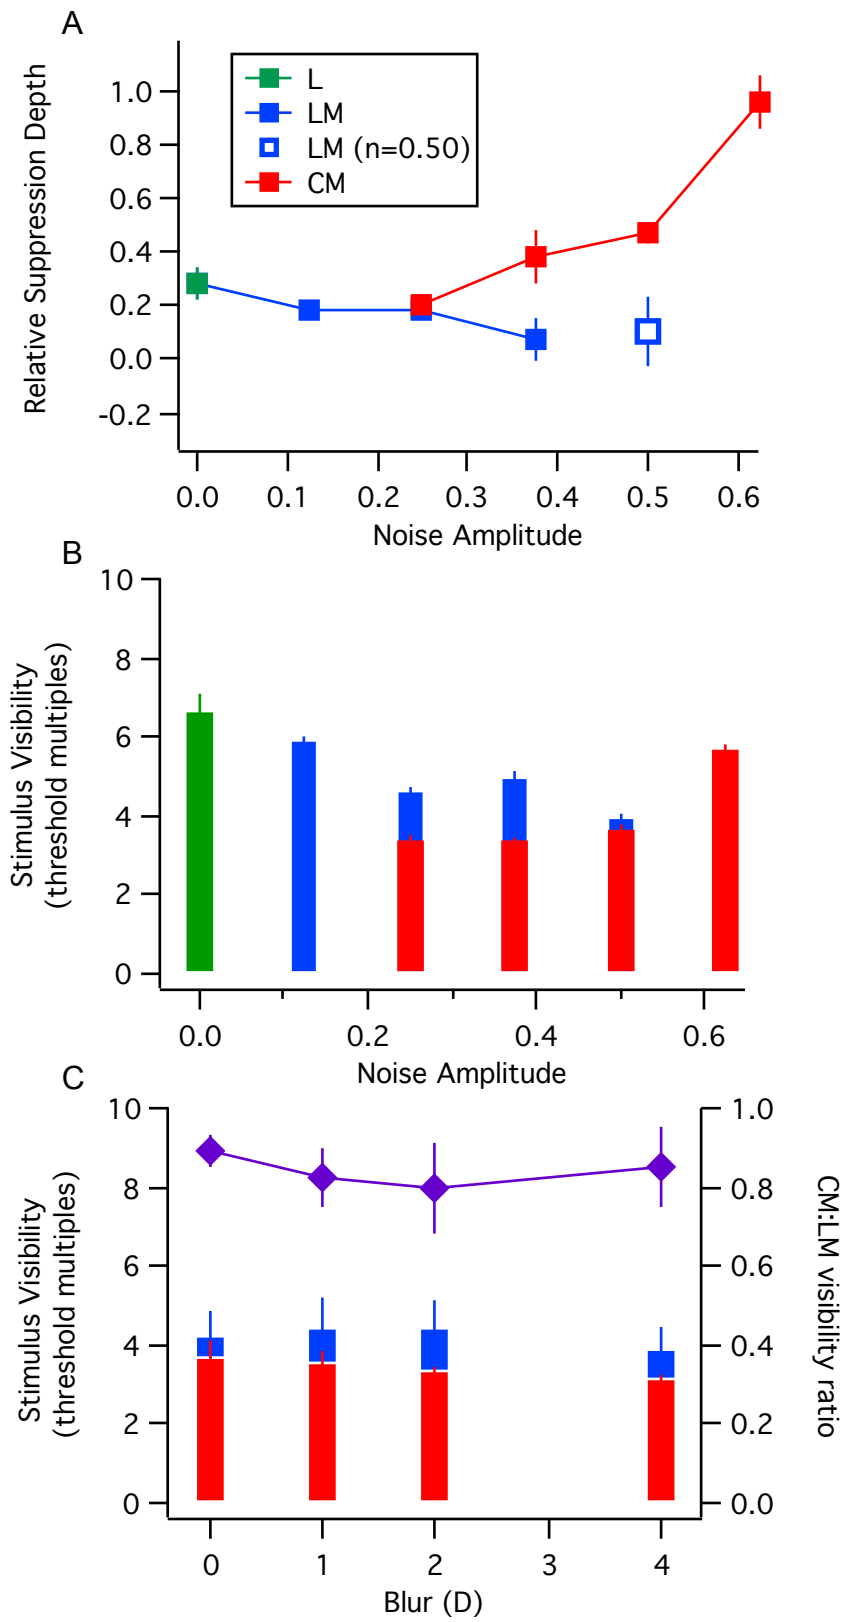 A
Relative Suppression Depth
1.0
0.8
0.6
0.4
0.2
0.0
-0.2
L
LM
LM (n=0.50)
CM
0.0 0.1 0.2 0.3 0.4 0.5 0.6
Noise Amplitude
B
Stimulus Visibility
(threshold multiples)
10
8
6
4
2
0
0.0 0.2 0.4 0.6
Noise Amplitude
C
Stimulus Visibility
(threshold multiples)
10
8
6
4
2
0
1.0
0.8
0.6
0.4
0.2
0.0
CM:LM visibility ratio
0 1 2 3 4
Blur (D)